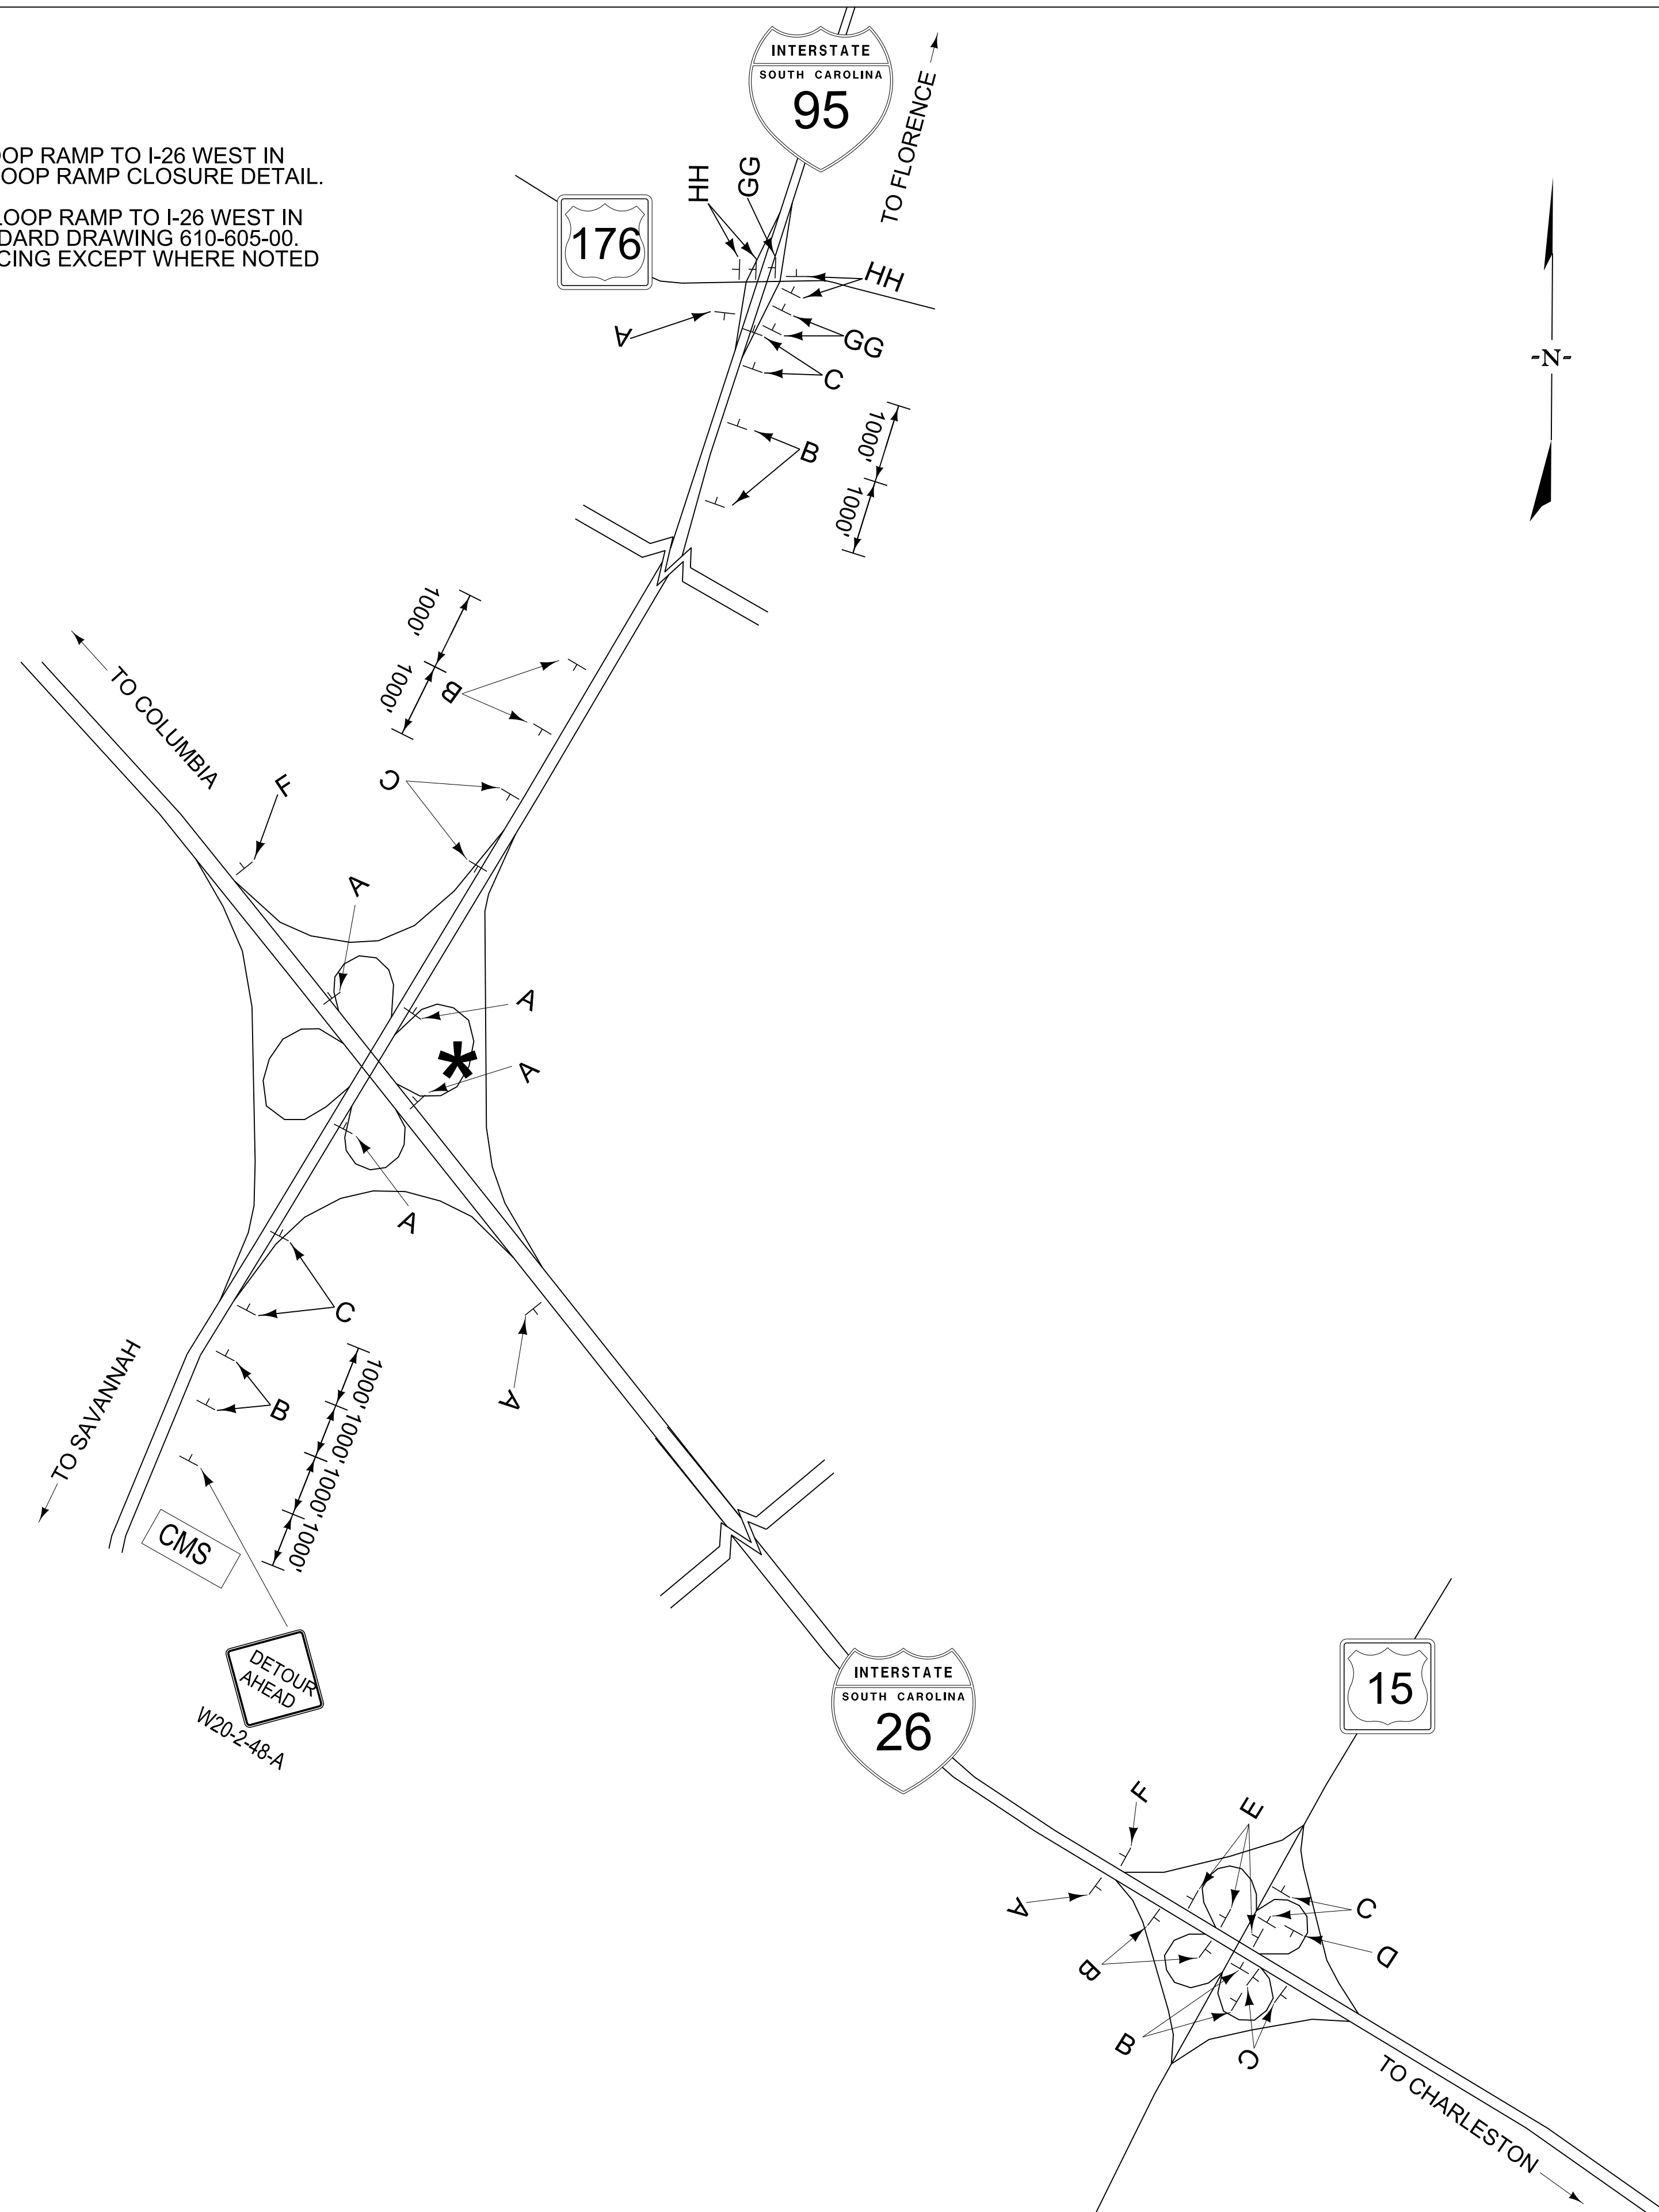 INTERSTATE
SOUTH CAROLINA
95
TO FLORENCE
OOP RAMP TO I-26 WEST IN
OOP RAMP CLOSURE DETAIL.
LOOP RAMP TO I-26 WEST IN
DARD DRAWING 610-605-00.
CING EXCEPT WHERE NOTED
HH
GG
176
HH
A
GG
C
-N-
B
1000'
1000'
1000'
1000'
B
TO COLUMBIA
C
F
A
A
*
A
A
C
A
B
1000'
1000'
1000'
1000'
TO SAVANNAH
CMS
DETOUR
AHEAD
W20-2-48-A
INTERSTATE
SOUTH CAROLINA
26
15
F
E
A
C
D
B
B
C
TO CHARLESTON